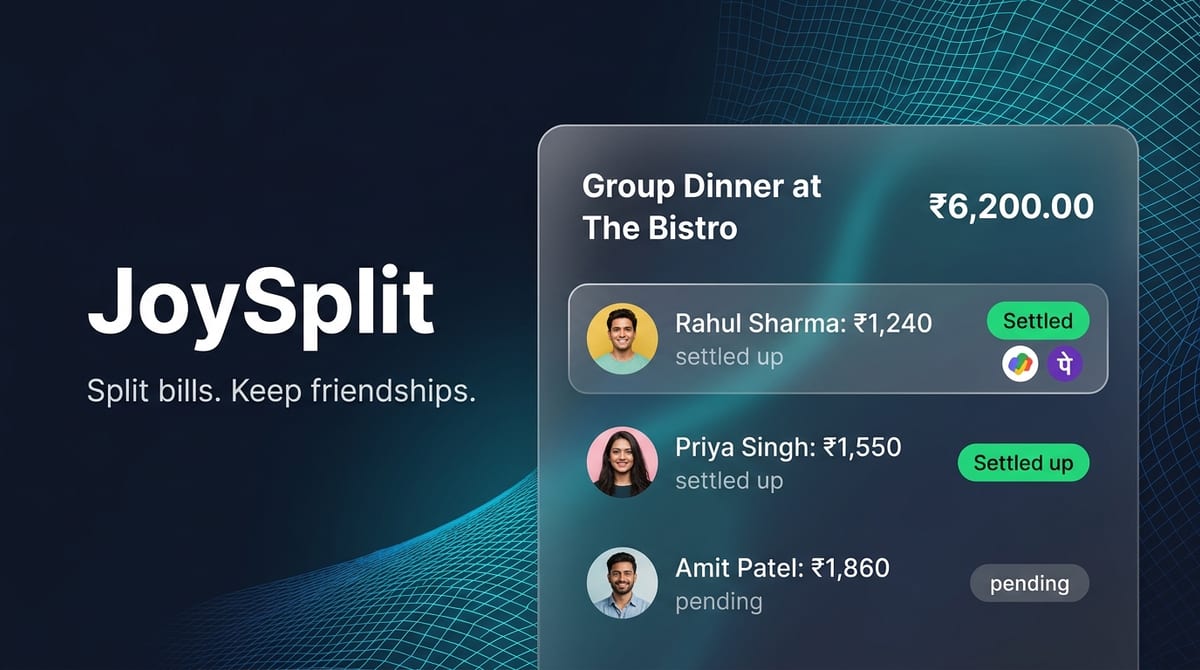 JoySplit
Split bills. Keep friendships.
Group Dinner at
The Bistro
₹6,200.00
Rahul Sharma: ₹1,240
settled up
Settled
पे
Priya Singh: ₹1,550
settled up
Settled up
Amit Patel: ₹1,860
pending
pending